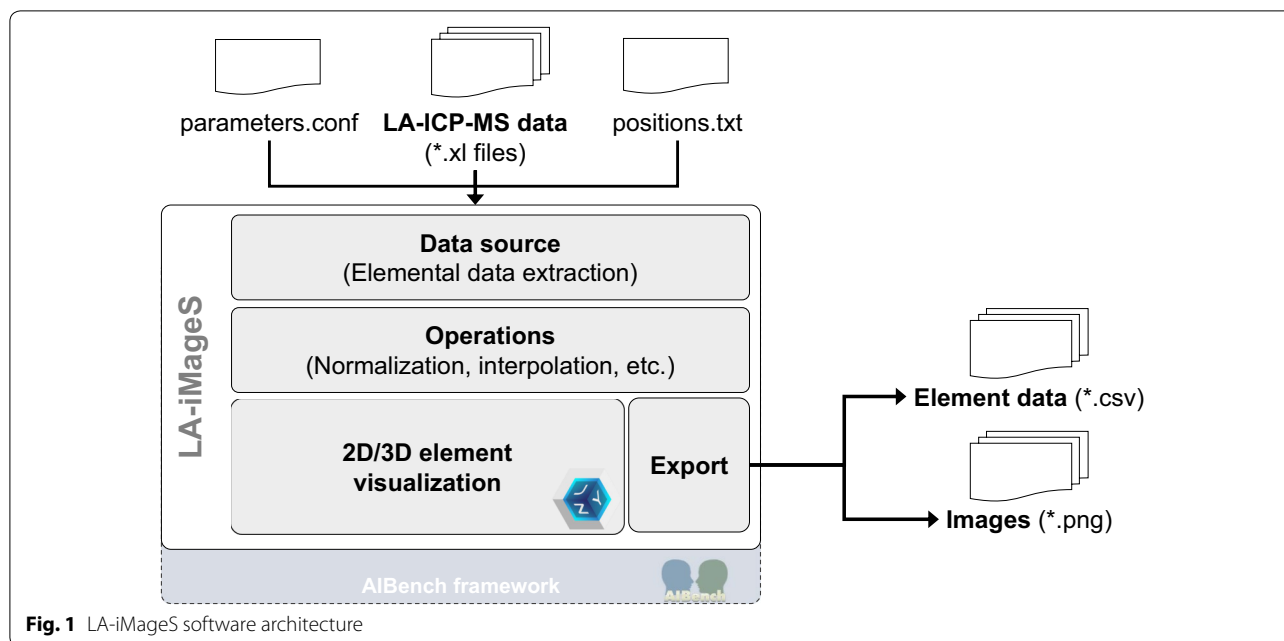 parameters.conf
LA-ICP-MS data
(*.xl files)
positions.txt
LA-iMageS
Data source
(Elemental data extraction)
Operations
(Normalization, interpolation, etc.)
2D/3D element
visualization
Y
Z
Export
Element data (*.csv)
Images (*.png)
AIBench framework
AIBench
Fig. 1 LA-iMageS software architecture